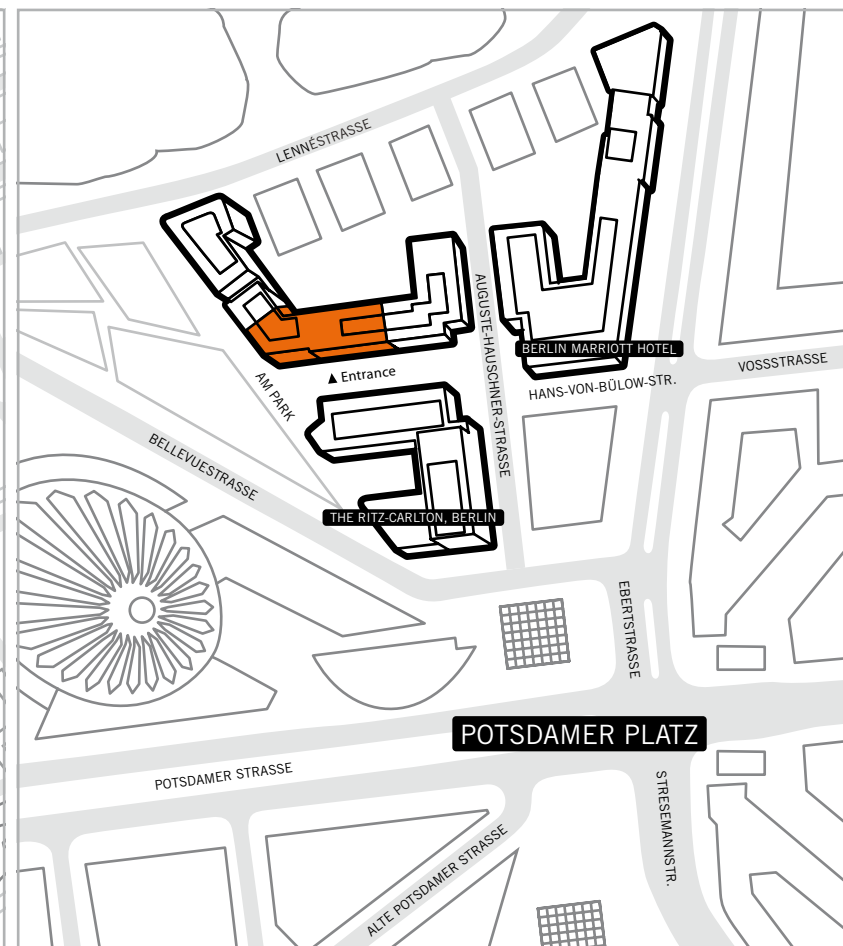 LENNÉSTRASSE
AUGUSTE-HAUSCHNER-STRASSE
BERLIN MARRIOTT HOTEL
VOSSSTRASSE
▲ Entrance
HANS-VON-BÜLOW-STR.
AM PARK
BELLEVUESTRASSE
THE RITZ-CARLTON, BERLIN
EBERTSTRASSE
POTSDAMER PLATZ
POTSDAMER STRASSE
STRESEMANNSTR.
ALTE POTSDAMER STRASSE